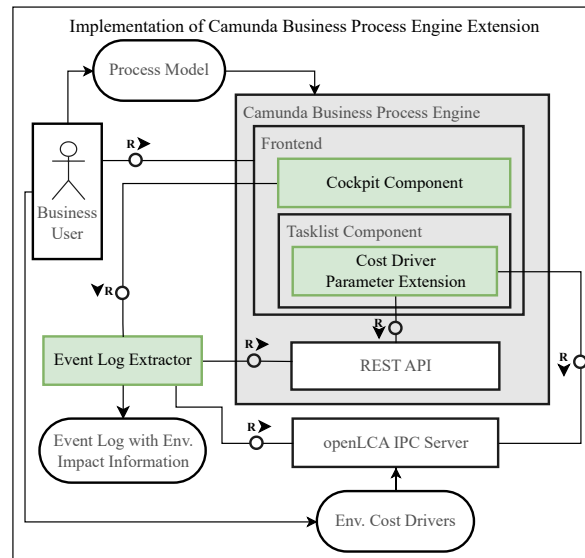 Implementation of Camunda Business Process Engine Extension
Process Model
Camunda Business Process Engine
R
Frontend
Business
User
Cockpit Component
Tasklist Component
Cost Driver
Parameter Extension
R
R
R
Event Log Extractor
R
REST API
Event Log with Env.
Impact Information
R
openLCA IPC Server
Env. Cost Drivers